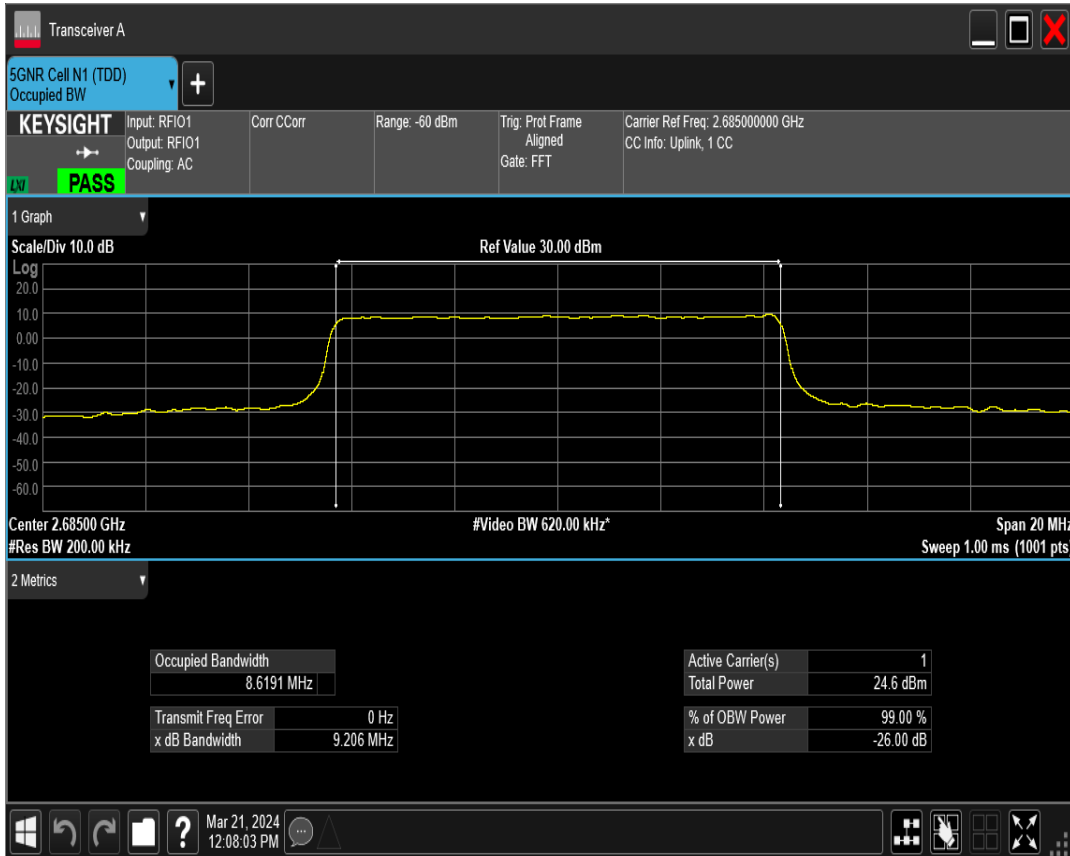 Transceiver A
5GNR Cell N1 (TDD)
Occupied BW
+
KEYSIGHT
LXI
PASS
Input: RFIO1
Output: RFIO1
Coupling: AC
Corr CCorr
Range: -60 dBm
Trig: Prot Frame
Aligned
Gate: FFT
Carrier Ref Freq: 2.685000000 GHz
CC Info: Uplink, 1 CC
1 Graph
Scale/Div 10.0 dB
Ref Value 30.00 dBm
Log
20.0
10.0
0.00
-10.0
-20.0
-30.0
-40.0
-50.0
-60.0
Center 2.68500 GHz
#Video BW 620.00 kHz*
Span 20 MHz
#Res BW 200.00 kHz
Sweep 1.00 ms (1001 pts)
2 Metrics
Occupied Bandwidth
8.6191 MHz
Transmit Freq Error 0 Hz
x dB Bandwidth 9.206 MHz
Active Carrier(s) 1
Total Power 24.6 dBm
% of OBW Power 99.00 %
x dB -26.00 dB
?
Mar 21, 2024
12:08:03 PM